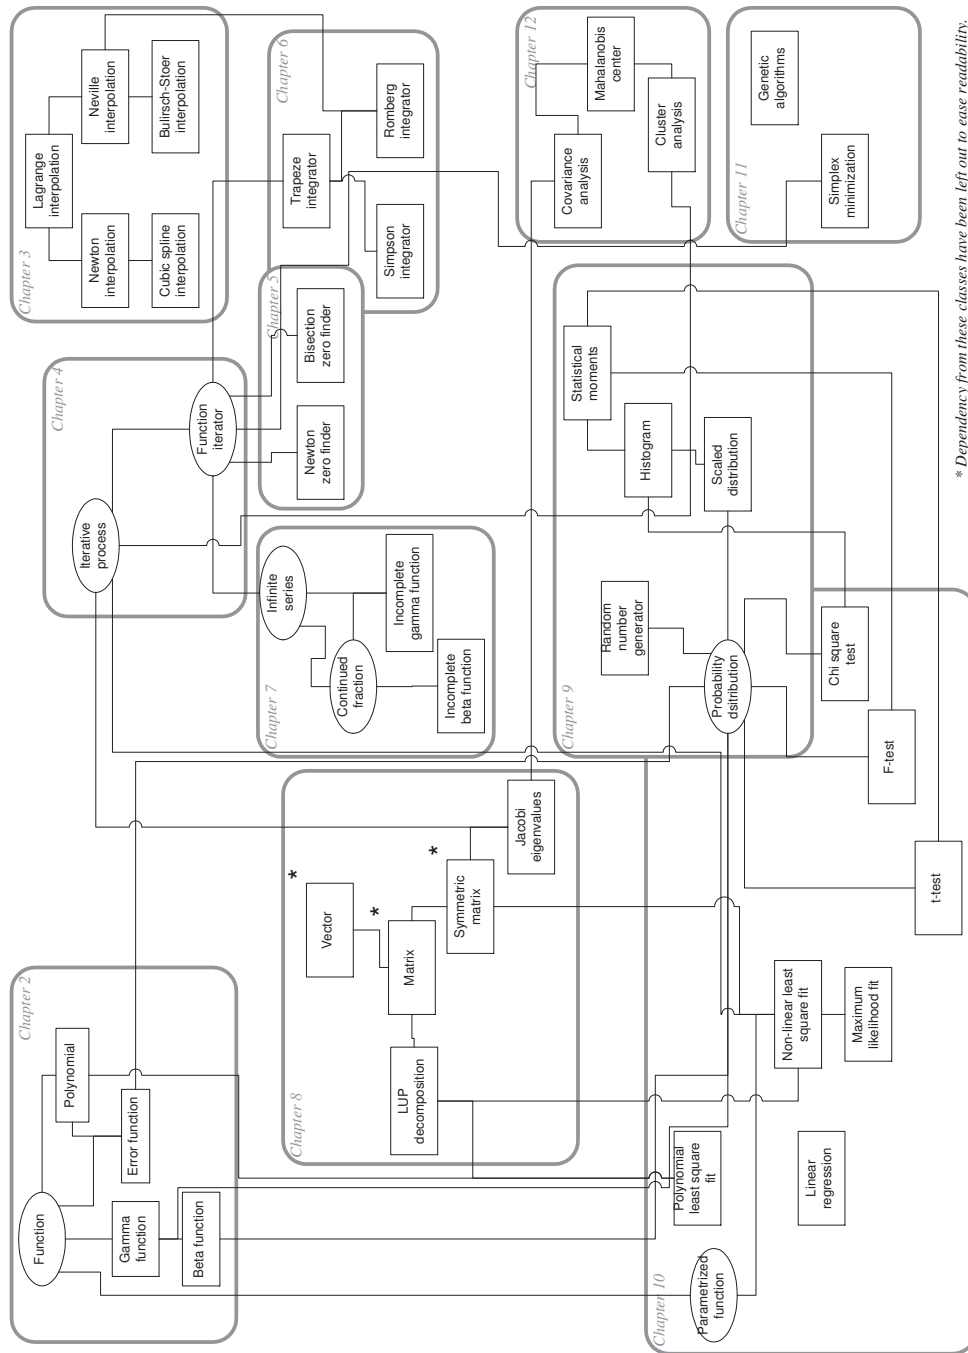 Chapter 2
Function
Polynomial
Error function
Gamma
function
Beta function
Chapter 4
Iterative
process
Function
iterator
Chapter 3
Lagrange
interpolation
Newton
interpolation
Neville
interpolation
Cubic spline
interpolation
Bulirsch-Stoer
interpolation
Chapter 8
Vector
*
*
*
Matrix
LUP
decomposition
Symmetric
matrix
Jacobi
eigenvalues
Chapter 7
Infinite
series
Continued
fraction
Incomplete
gamma function
Incomplete
beta function
Chapter 5
Newton
zero finder
Bisection
zero finder
Chapter 6
Trapeze
integrator
Simpson
integrator
Romberg
integrator
Chapter 10
Parametrized
function
Polynomial
least square
fit
Linear
regression
Non-linear least
square fit
Maximum
likelihood fit
t-test
F-test
Chi square
test
Chapter 9
Random
number
generator
Probability
dsitribution
Statistical
moments
Histogram
Scaled
distribution
Chapter 12
Covariance
analysis
Mahalanobis
center
Cluster
analysis
Chapter 11
Simplex
minimization
Genetic
algorithms
* Dependency from these classes have been left out to ease readability.